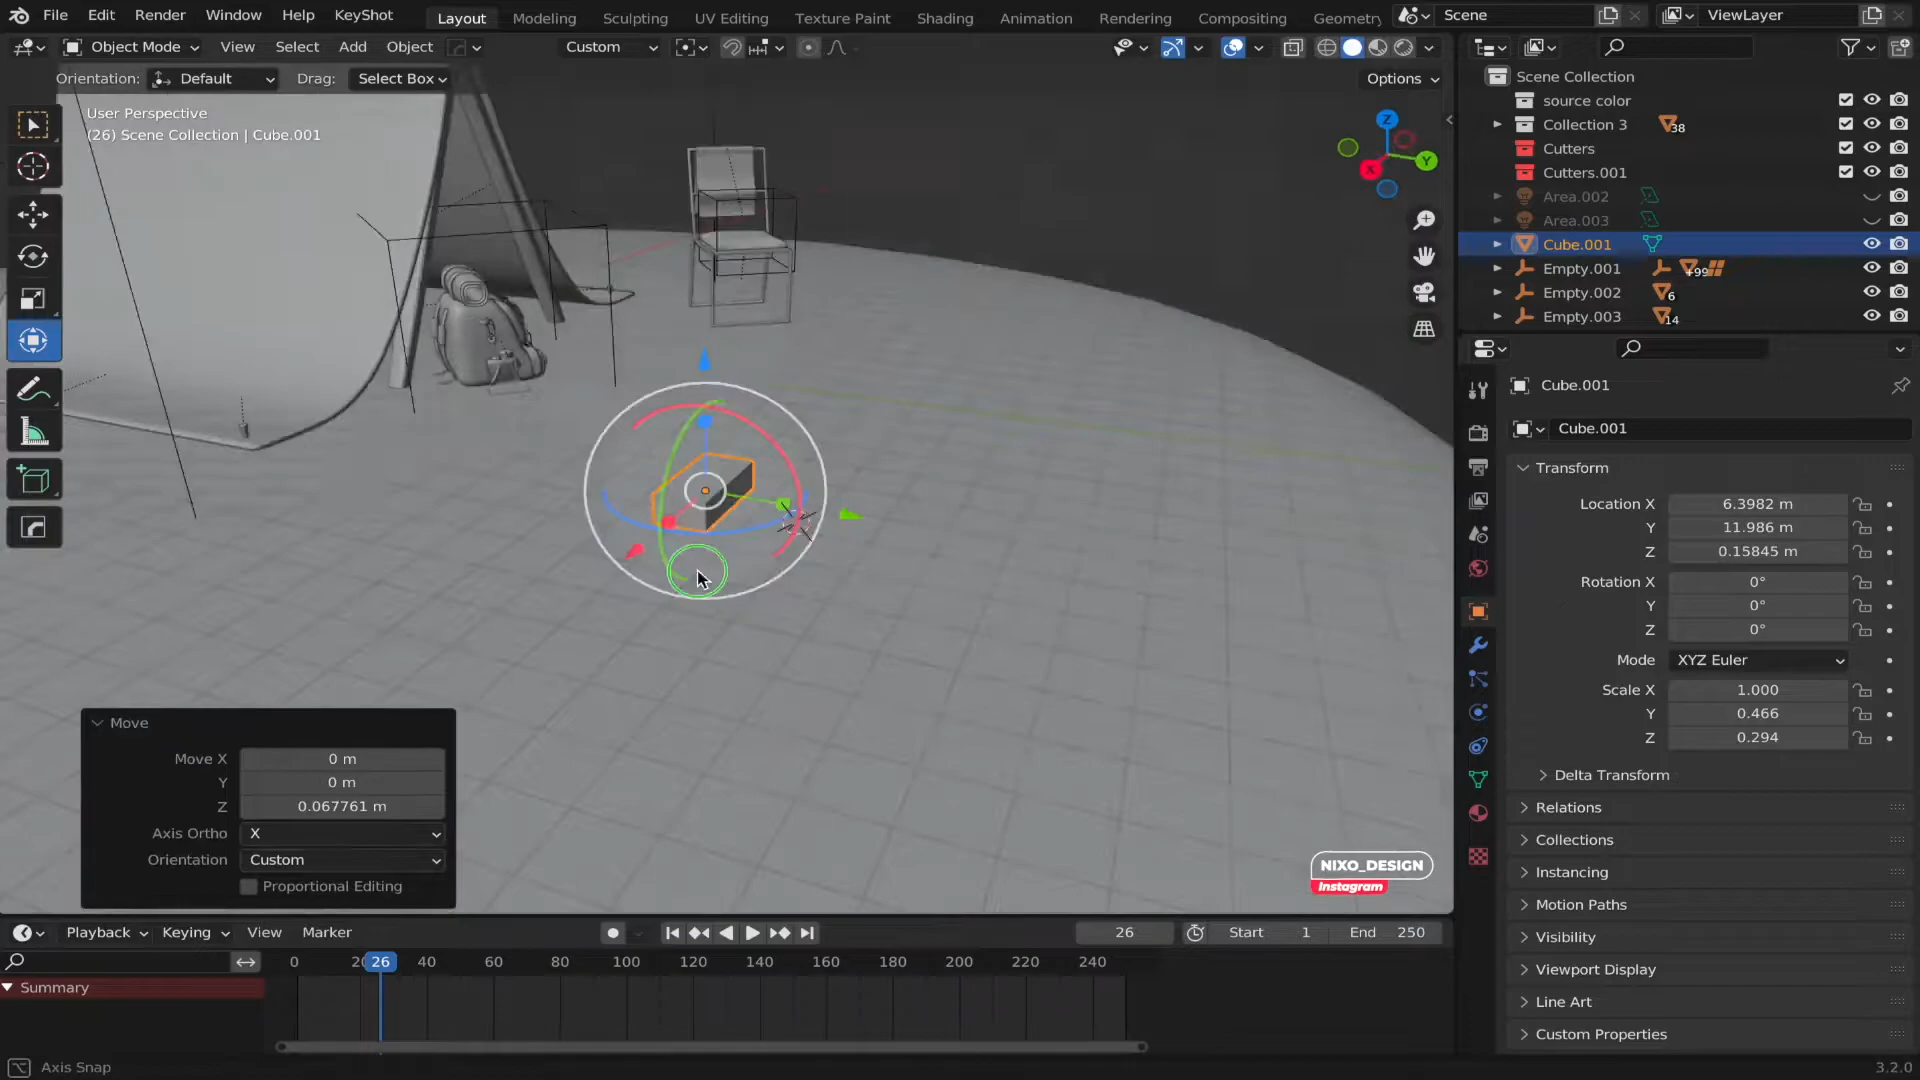 File Edit Render Window Help KeyShot Layout Modeling Sculpting UV Editing Texture Paint Shading Animation Rendering Compositing Geometry Scene ViewLayer
Object Mode View Select Add Object Custom
Orientation: Default Drag: Select Box Options
User Perspective
(26) Scene Collection | Cube.001
Z
Y
X
Scene Collection
source color
Collection 3 38
Cutters
Cutters.001
Area.002
Area.003
Cube.001
Empty.001 +99
Empty.002 6
Empty.003 14
Cube.001
Cube.001
Transform
Location X 6.3982 m
Y 11.986 m
Z 0.15845 m
Rotation X 0°
Y 0°
Z 0°
Mode XYZ Euler
Scale X 1.000
Y 0.466
Z 0.294
Delta Transform
Relations
Collections
Instancing
Motion Paths
Visibility
Viewport Display
Line Art
Custom Properties
Move
Move X 0 m
Y 0 m
Z 0.067761 m
Axis Ortho X
Orientation Custom
Proportional Editing
NIXO_DESIGN
Instagram
Playback Keying View Marker 26 Start 1 End 250
0 20 26 40 60 80 100 120 140 160 180 200 220 240
Summary
Axis Snap 3.2.0